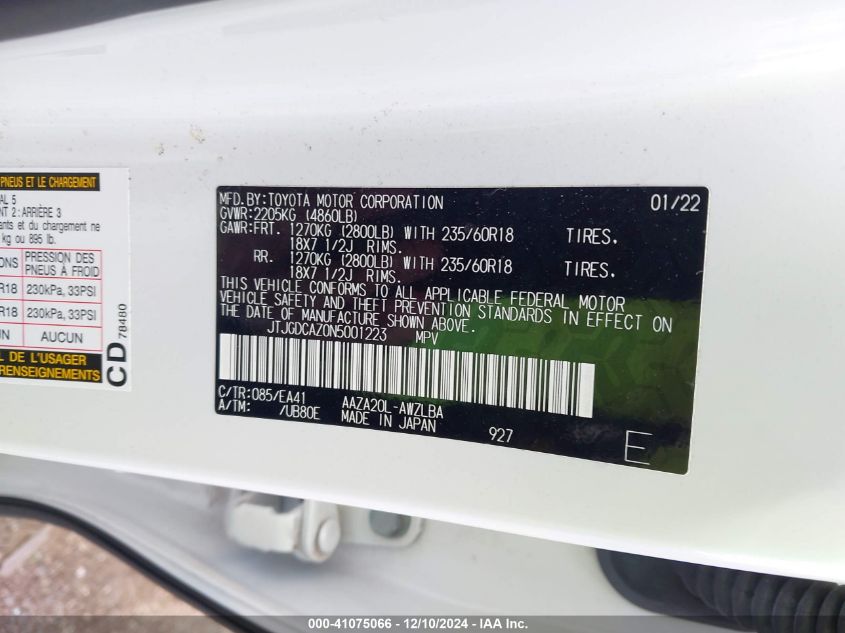 PNEUS ET LE CHARGEMENT
AL 5
NT 2: ARRIÈRE 3
ants et du chargement ne
kg ou 895 lb.
ONS PRESSION DES PNEUS À FROID
R18 230kPa, 33PSI
R18 230kPa, 33PSI
UN AUCUN
L DE L'USAGER
RENSEIGNEMENTS
CD 78480
MFD.BY:TOYOTA MOTOR CORPORATION 01/22
GVWR:2205KG (4860LB)
GAWR:FRT. 1270KG (2800LB) WITH 235/60R18 TIRES.
18X7 1/2J RIMS.
RR. 1270KG (2800LB) WITH 235/60R18 TIRES.
18X7 1/2J RIMS.
THIS VEHICLE CONFORMS TO ALL APPLICABLE FEDERAL MOTOR
VEHICLE SAFETY AND THEFT PREVENTION STANDARDS IN EFFECT ON
THE DATE OF MANUFACTURE SHOWN ABOVE.
JTJGDCAZ0N5001223 MPV
C/TR:085/EA41 AAZA20L-AWZLBA
A/TM: /UB80E MADE IN JAPAN 927 E
000-41075066 - 12/10/2024 - IAA Inc.